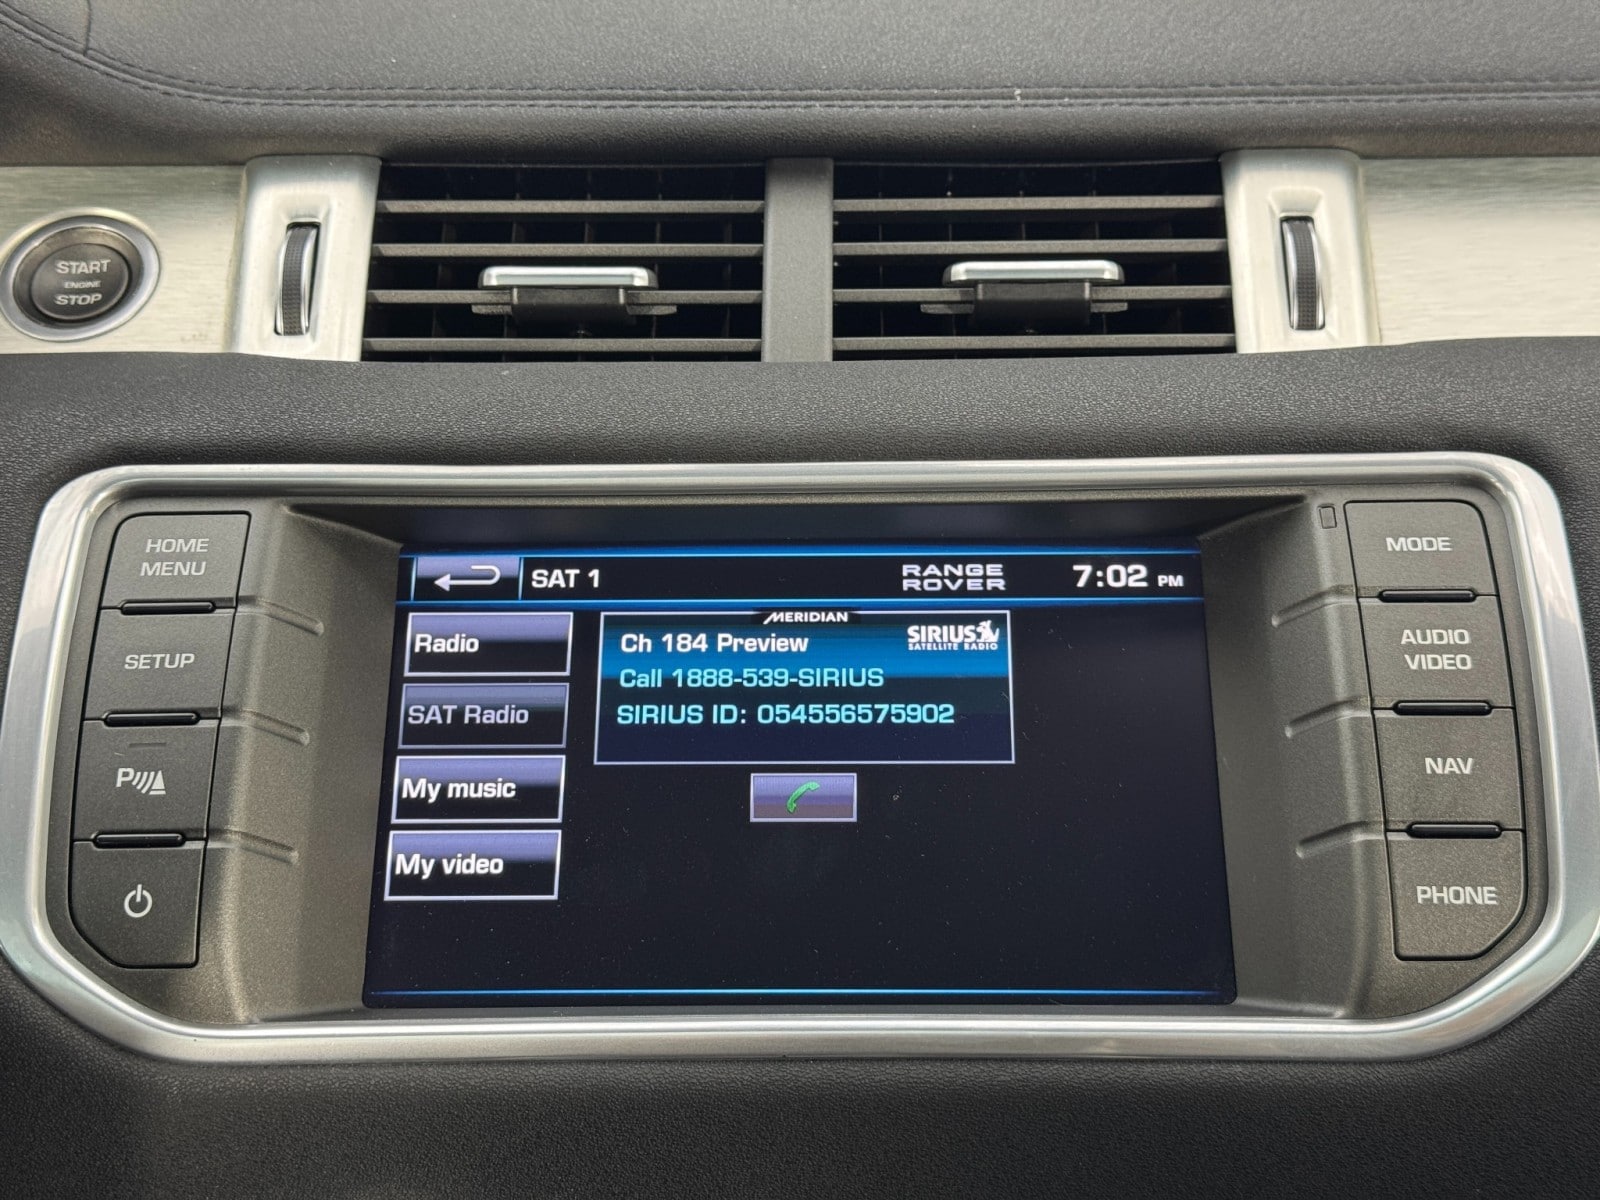 START
ENGINE
STOP
HOME
MENU
SETUP
P
MODE
AUDIO
VIDEO
NAV
PHONE
SAT 1
RANGE
ROVER
7:02 PM
Radio
SAT Radio
My music
My video
MERIDIAN
Ch 184 Preview
SIRIUS
SATELLITE RADIO
Call 1888-539-SIRIUS
SIRIUS ID: 054556575902